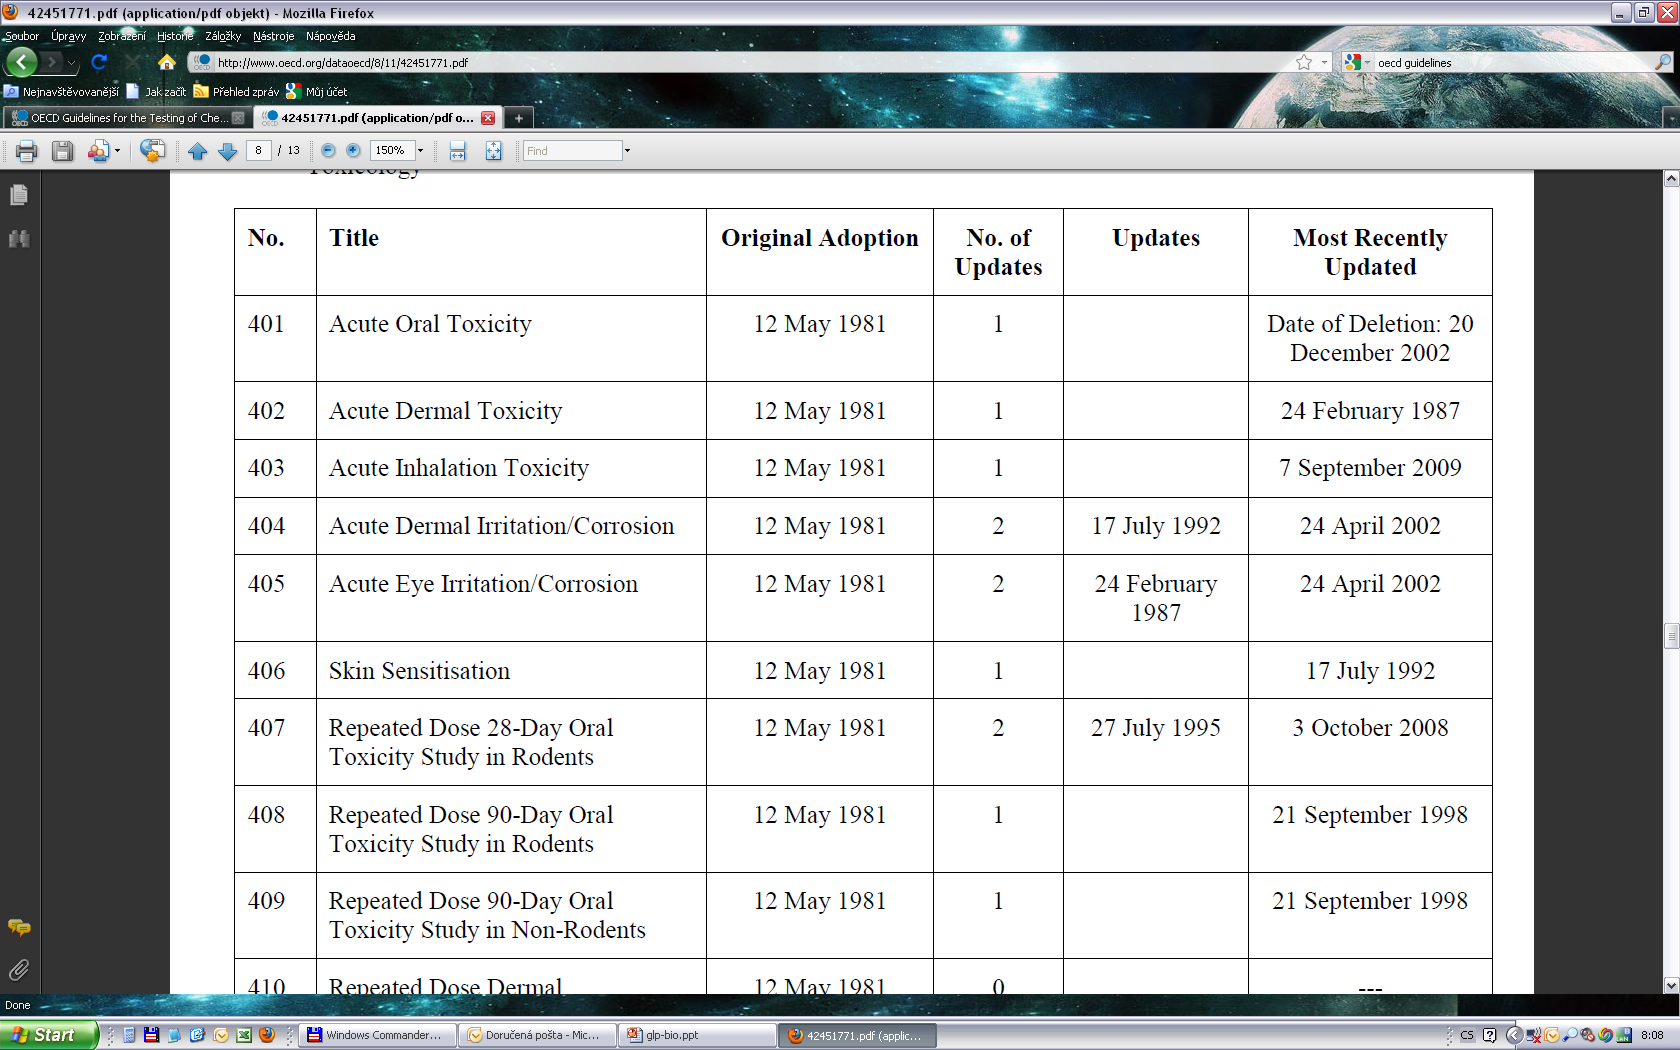 42451771.pdf (application/pdf objekt) - Mozilla Firefox
Soubor Úpravy Zobrazení Historie Záložky Nástroje Nápověda
http://www.oecd.org/dataoecd/8/11/42451771.pdf
oecd guidelines
Nejnavštěvovanější Jak začít Přehled zpráv Můj účet
OECD Guidelines for the Testing of Che... 42451771.pdf (application/pdf o...
8 / 13 150% Find
Toxicology
No. Title Original Adoption No. of Updates Updates Most Recently Updated
401 Acute Oral Toxicity 12 May 1981 1 Date of Deletion: 20 December 2002
402 Acute Dermal Toxicity 12 May 1981 1 24 February 1987
403 Acute Inhalation Toxicity 12 May 1981 1 7 September 2009
404 Acute Dermal Irritation/Corrosion 12 May 1981 2 17 July 1992 24 April 2002
405 Acute Eye Irritation/Corrosion 12 May 1981 2 24 February 1987 24 April 2002
406 Skin Sensitisation 12 May 1981 1 17 July 1992
407 Repeated Dose 28-Day Oral Toxicity Study in Rodents 12 May 1981 2 27 July 1995 3 October 2008
408 Repeated Dose 90-Day Oral Toxicity Study in Rodents 12 May 1981 1 21 September 1998
409 Repeated Dose 90-Day Oral Toxicity Study in Non-Rodents 12 May 1981 1 21 September 1998
410 Repeated Dose Dermal 12 May 1981 0 ---
Done
Start Windows Commander... Doručená pošta - Mic... glp-bio.ppt 42451771.pdf (applic... CS 8:08